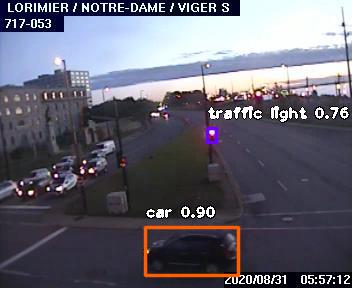 LORIMIER / NOTRE-DAME / VIGER S
717-053
traffic light 0.76
car 0.90
2020/08/31 05:57:12